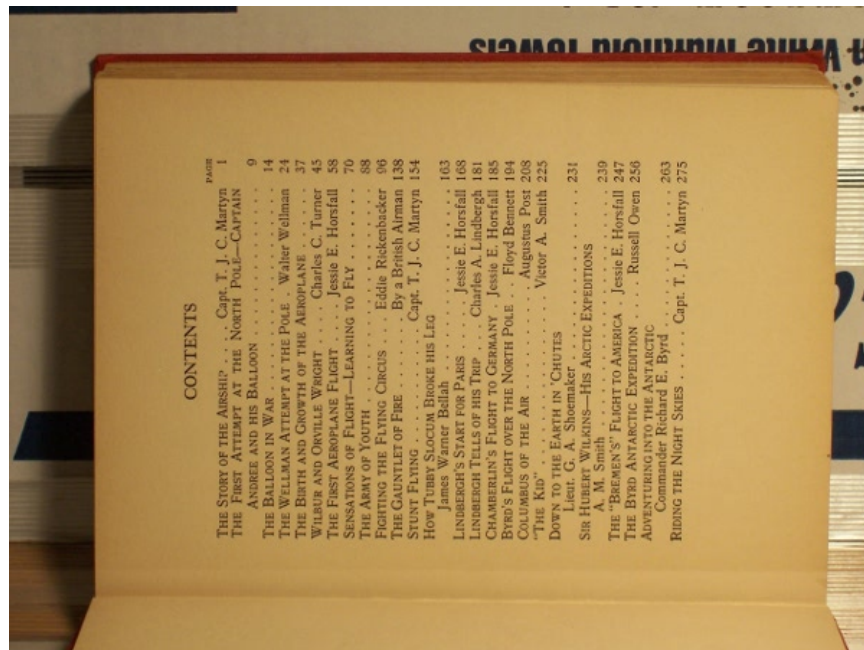 White Multifold Towels
CONTENTS
PAGE
THE STORY OF THE AIRSHIP . . . . Capt. T. J. C. Martyn 1
THE FIRST ATTEMPT AT THE NORTH POLE—CAPTAIN
ANDREE AND HIS BALLOON . . . . . . . . . . . . . 9
THE BALLOON IN WAR . . . . . . . . . . . . . . . . 14
THE WELLMAN ATTEMPT AT THE POLE . Walter Wellman 24
THE BIRTH AND GROWTH OF THE AEROPLANE . . . . . . 37
WILBUR AND ORVILLE WRIGHT . . . . Charles C. Turner 45
THE FIRST AEROPLANE FLIGHT . . . . Jessie E. Horsfall 58
SENSATIONS OF FLIGHT—LEARNING TO FLY . . . . . . . . 70
THE ARMY OF YOUTH . . . . . . . . . . . . . . . . . 88
FIGHTING THE FLYING CIRCUS . . . Eddie Rickenbacker 96
THE GAUNTLET OF FIRE . . . . . . By a British Airman 138
STUNT FLYING . . . . . . . . . . Capt. T. J. C. Martyn 154
HOW TUBBY SLOCUM BROKE HIS LEG
James Warner Bellah . . . . . . . . . . . . . . . 163
LINDBERGH'S START FOR PARIS . . . . Jessie E. Horsfall 168
LINDBERGH TELLS OF HIS TRIP . . . Charles A. Lindbergh 181
CHAMBERLIN'S FLIGHT TO GERMANY Jessie E. Horsfall 185
BYRD'S FLIGHT OVER THE NORTH POLE . . Floyd Bennett 194
COLUMBUS OF THE AIR . . . . . . . . . Augustus Post 208
"THE KID" . . . . . . . . . . . . . . Victor A. Smith 225
DOWN TO THE EARTH IN 'CHUTES
Lieut. G. A. Shoemaker . . . . . . . . . . . . . . 231
SIR HUBERT WILKINS—HIS ARCTIC EXPEDITIONS
A. M. Smith . . . . . . . . . . . . . . . . . . . 239
THE "BREMEN'S" FLIGHT TO AMERICA . Jessie E. Horsfall 247
THE BYRD ANTARCTIC EXPEDITION . . . . Russell Owen 256
ADVENTURING INTO THE ANTARCTIC
Commander Richard E. Byrd . . . . . . . . . . . . 263
RIDING THE NIGHT SKIES . . . . . Capt. T. J. C. Martyn 275